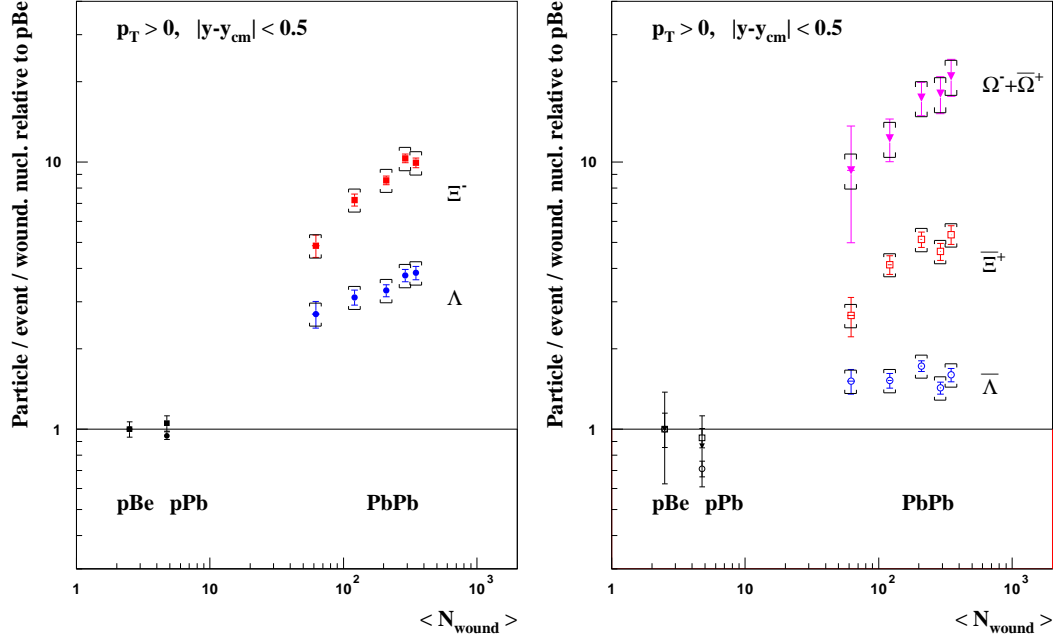 Particle / event / wound. nucl. relative to pBe
p_T > 0, |y-y_cm| < 0.5
10
1
Ξ⁻
Λ
pBe pPb PbPb
1 10 10² 10³
< N_wound >
Particle / event / wound. nucl. relative to pBe
p_T > 0, |y-y_cm| < 0.5
10
1
Ω⁻+Ω̅⁺
Ξ̅⁺
Λ̅
pBe pPb PbPb
1 10 10² 10³
< N_wound >